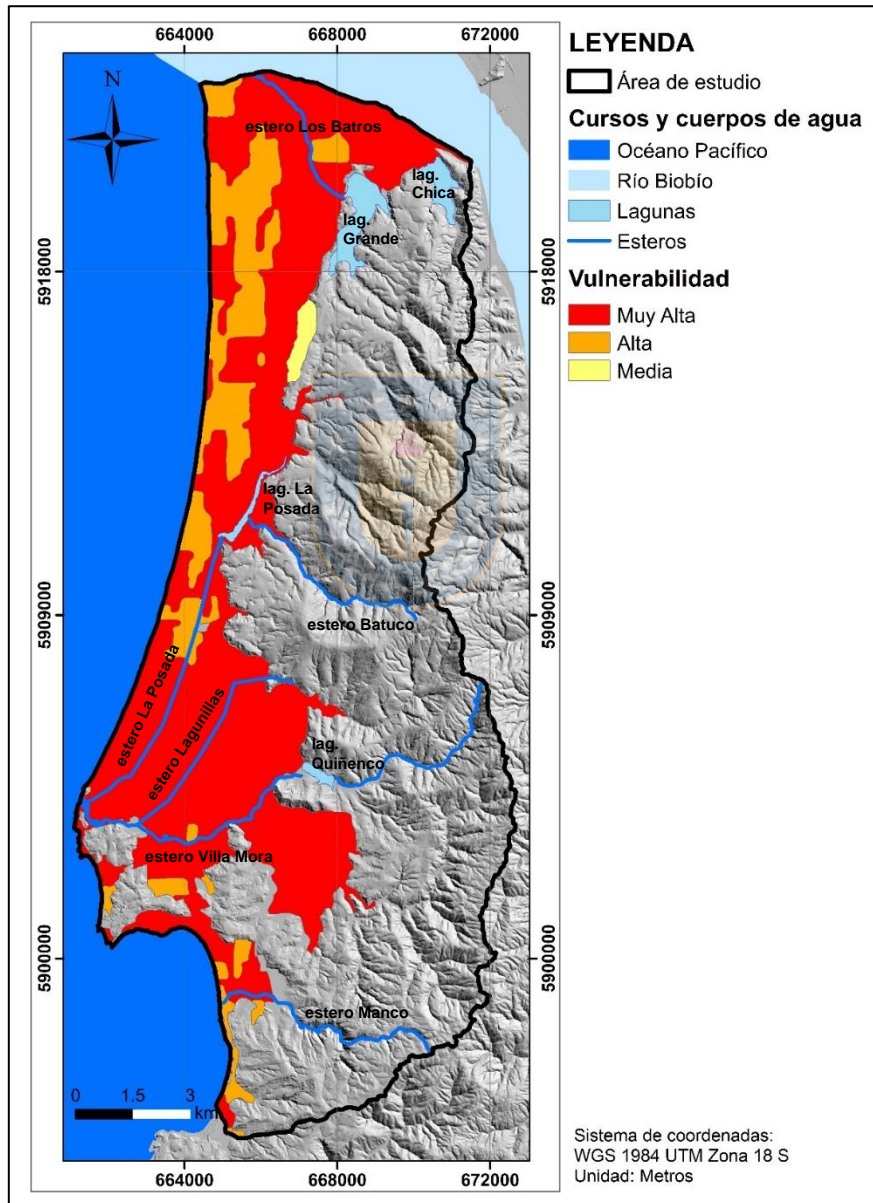 664000 668000 672000
N
5918000
5909000
5900000
estero Los Batros
lag.
Chica
lag.
Grande
lag. La
Posada
estero Batuco
estero La Posada
estero Lagunillas
lag.
Quiñenco
estero Villa Mora
estero Manco
0 1.5 3
km
5918000
5909000
5900000
664000 668000 672000
LEYENDA
Área de estudio
Cursos y cuerpos de agua
Océano Pacífico
Río Biobío
Lagunas
Esteros
Vulnerabilidad
Muy Alta
Alta
Media
Sistema de coordenadas:
WGS 1984 UTM Zona 18 S
Unidad: Metros